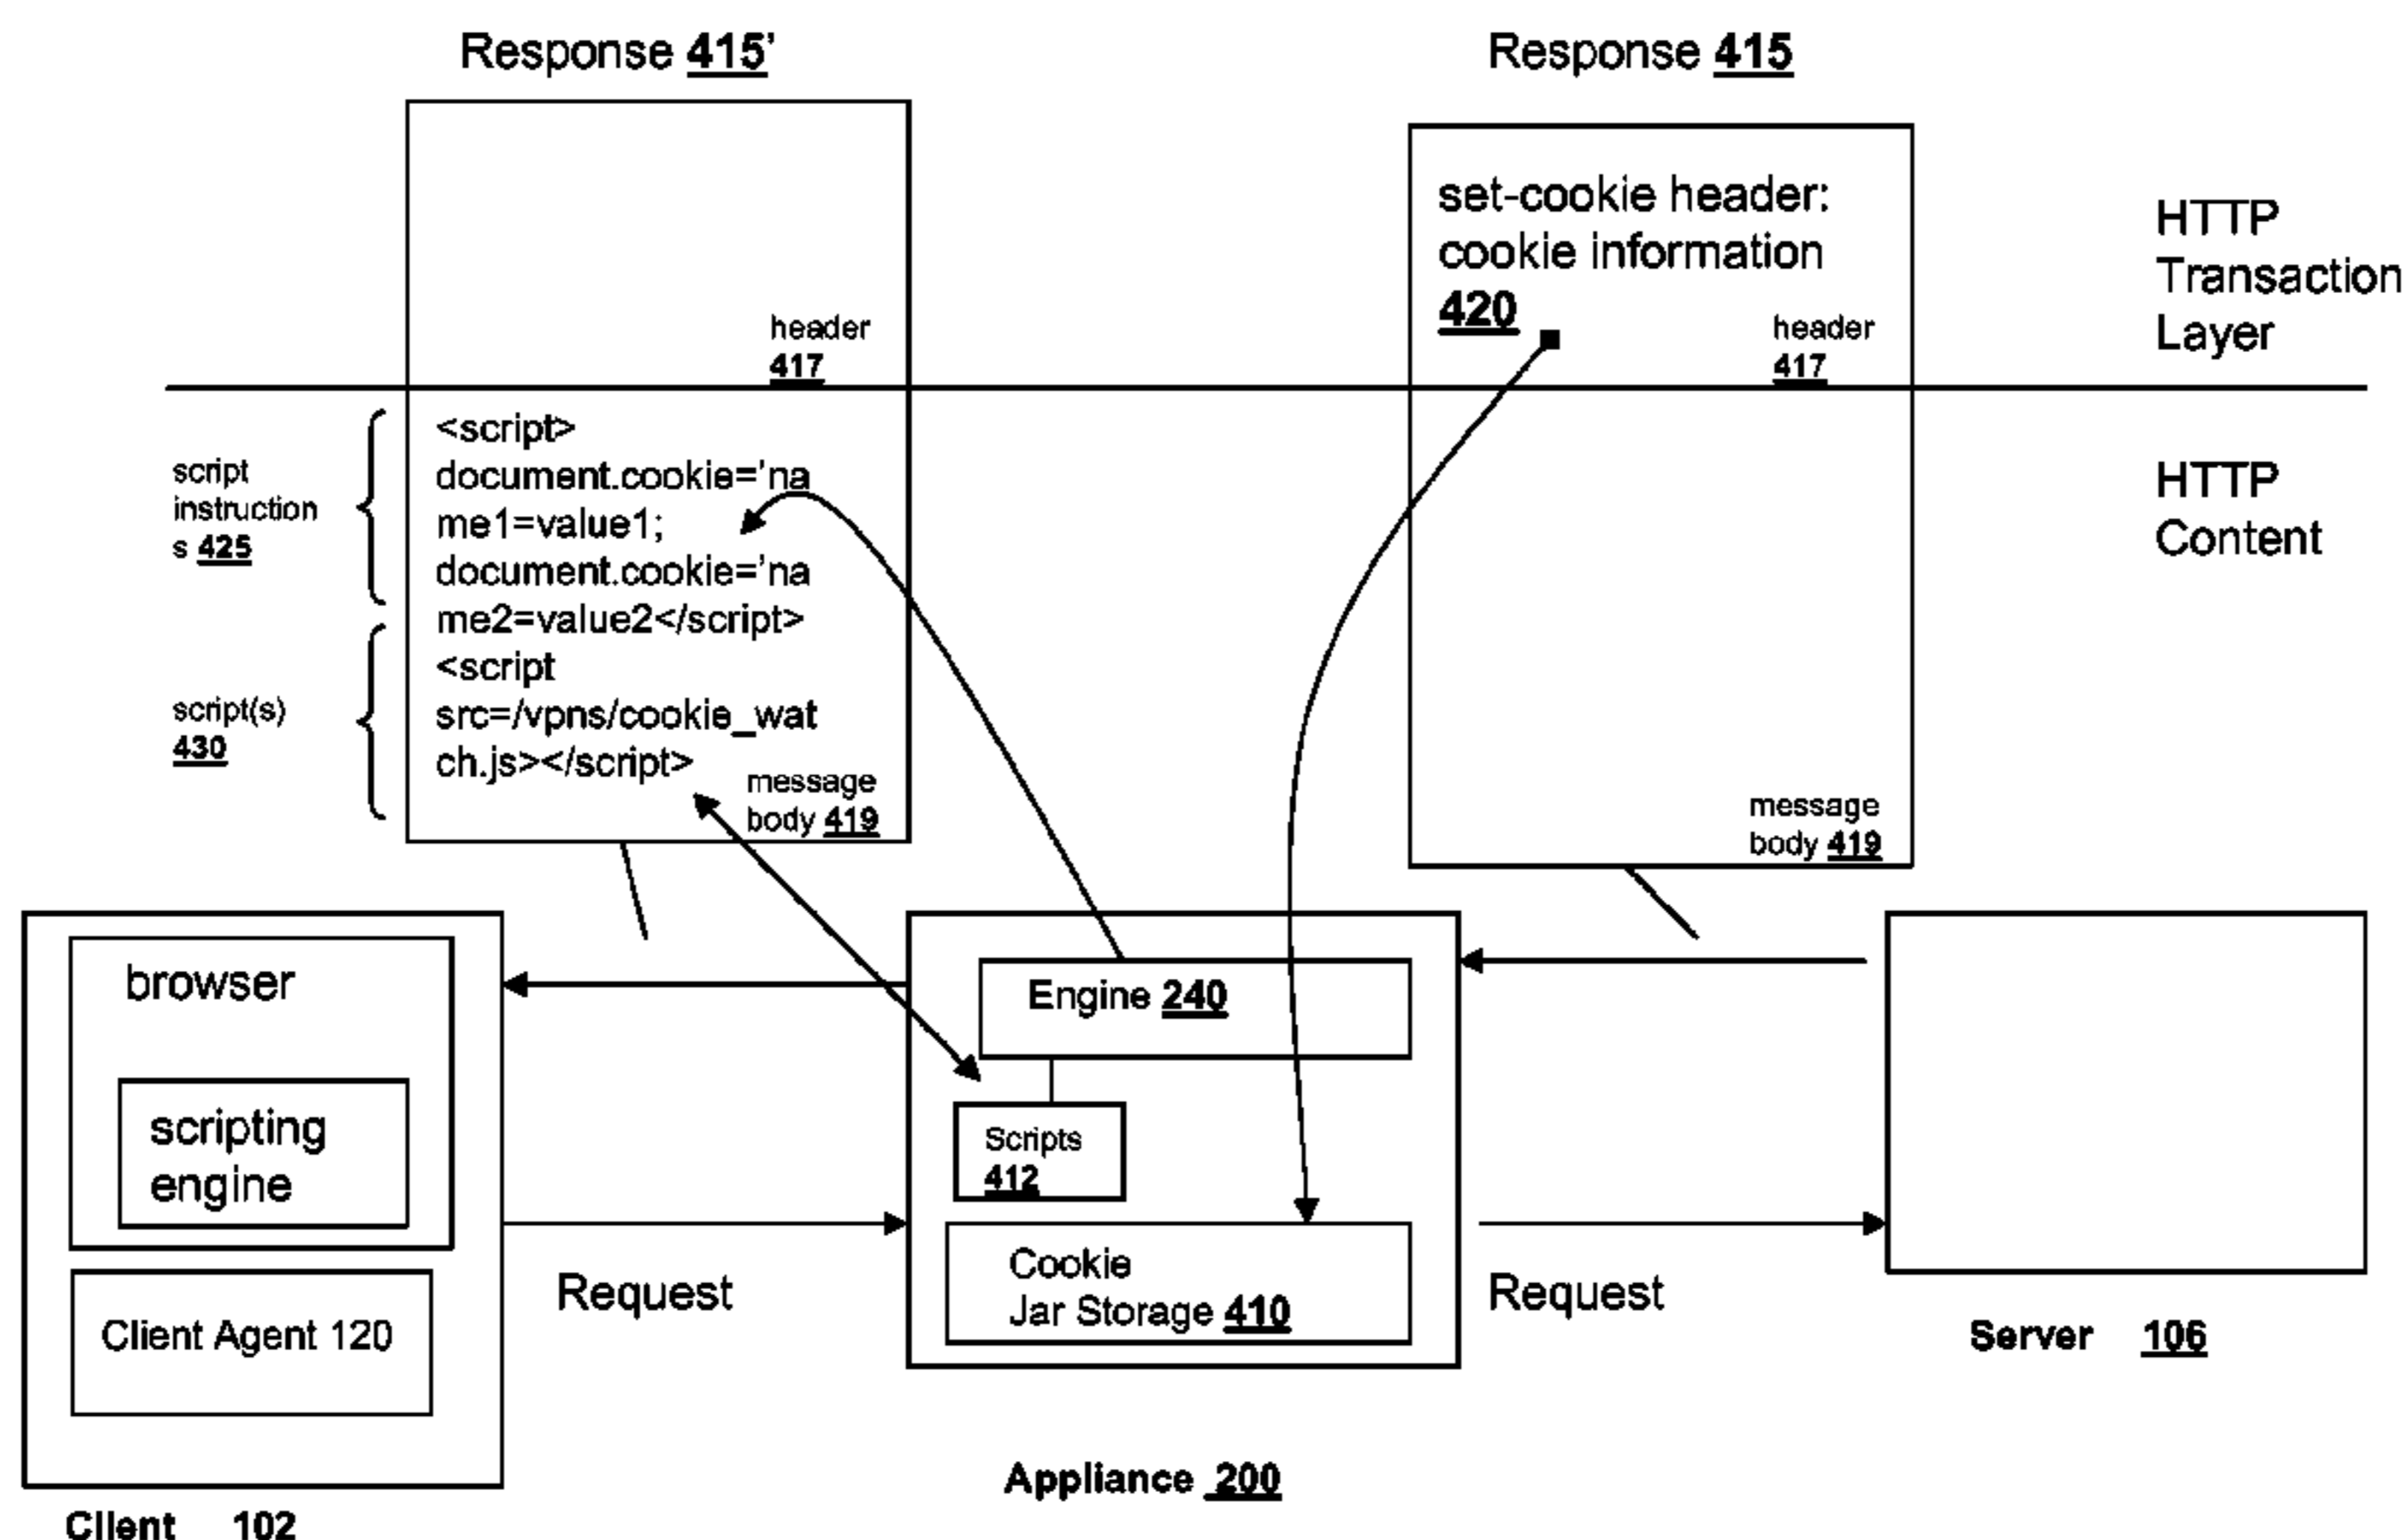 Response 415’
Response 415
set-cookie header:
cookie information
420
header
417
header
417
HTTP
Transaction
Layer
HTTP
Content
script
instruction
s 425
script(s)
430
<script>
document.cookie=’na
me1=value1;
document.cookie=’na
me2=value2</script>
<script
src=/vpns/cookie_wat
ch.js></script>
message
body 419
message
body 419
browser
scripting
engine
Client Agent 120
Client 102
Request
Engine 240
Scripts
412
Cookie
Jar Storage 410
Appliance 200
Request
Server 106